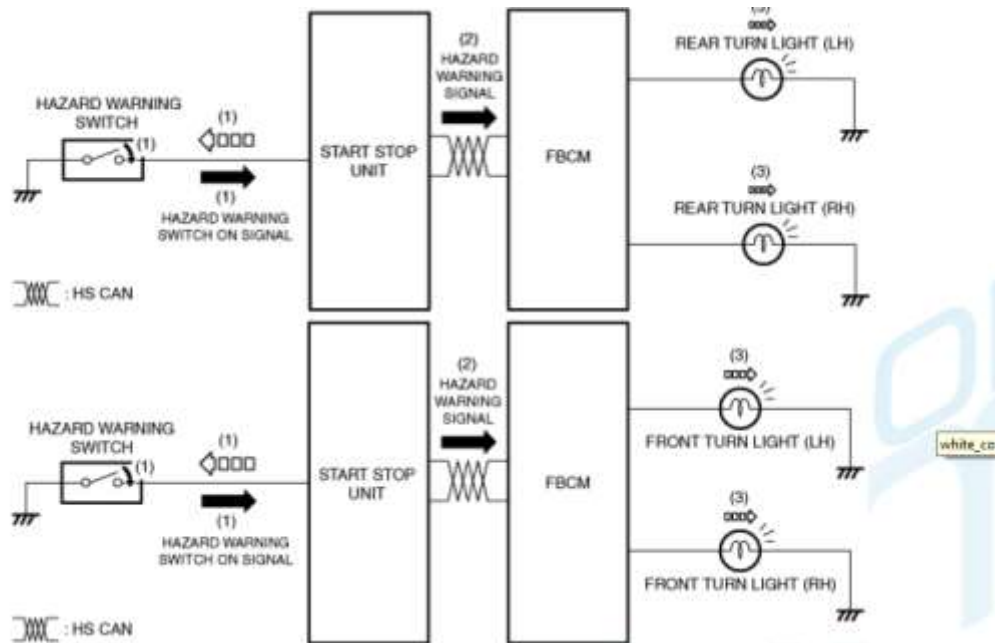 (3)
REAR TURN LIGHT (LH)
(2)
HAZARD
WARNING
SIGNAL
HAZARD WARNING
SWITCH
(1)
(1)
(1)
HAZARD WARNING
SWITCH ON SIGNAL
START STOP
UNIT
FBCM
(3)
REAR TURN LIGHT (RH)
: HS CAN
(2)
HAZARD
WARNING
SIGNAL
HAZARD WARNING
SWITCH
(1)
(1)
(1)
HAZARD WARNING
SWITCH ON SIGNAL
START STOP
UNIT
FBCM
(3)
FRONT TURN LIGHT (LH)
(3)
FRONT TURN LIGHT (RH)
: HS CAN
white_co